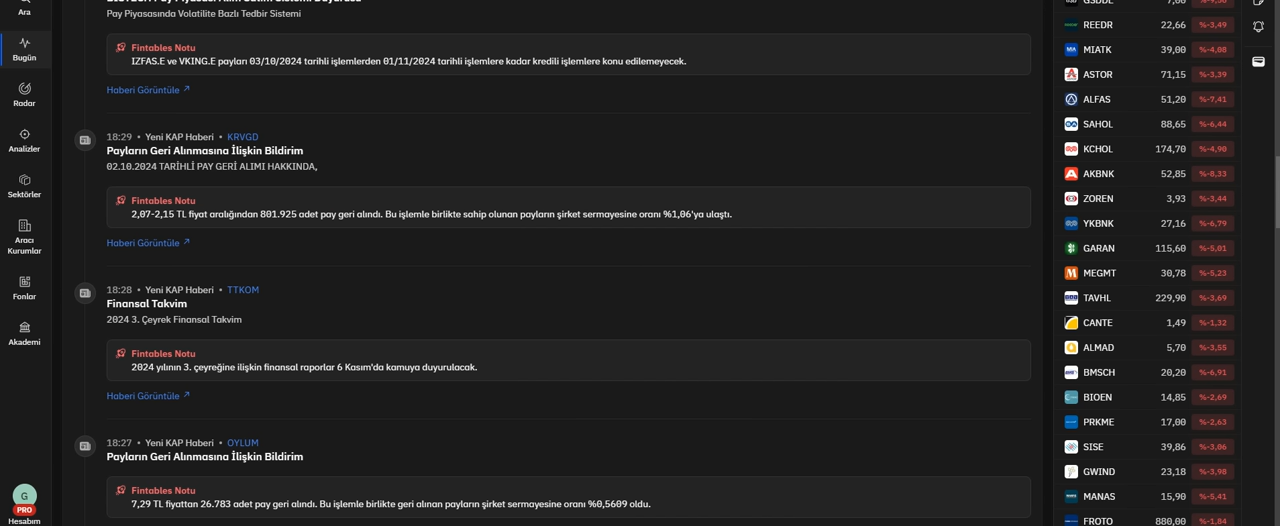 Ara
Bugün
Radar
Analizler
Sektörler
Aracı
Kurumlar
Fonlar
Akademi
G
PRO
Hesabım
Pay Piyasasında Volatilite Bazlı Tedbir Sistemi
Fintables Notu
IZFAS.E ve VKING.E payları 03/10/2024 tarihli işlemlerden 01/11/2024 tarihli işlemlere kadar kredili işlemlere konu edilemeyecek.
Haberi Görüntüle
18:29 • Yeni KAP Haberi • KRVGD
Payların Geri Alınmasına İlişkin Bildirim
02.10.2024 TARİHLİ PAY GERİ ALIMI HAKKINDA,
Fintables Notu
2,07-2,15 TL fiyat aralığından 801.925 adet pay geri alındı. Bu işlemle birlikte sahip olunan payların şirket sermayesine oranı %1,06'ya ulaştı.
Haberi Görüntüle
18:28 • Yeni KAP Haberi • TTKOM
Finansal Takvim
2024 3. Çeyrek Finansal Takvim
Fintables Notu
2024 yılının 3. çeyreğine ilişkin finansal raporlar 6 Kasım'da kamuya duyurulacak.
Haberi Görüntüle
18:27 • Yeni KAP Haberi • OYLUM
Payların Geri Alınmasına İlişkin Bildirim
Fintables Notu
7,29 TL fiyattan 26.783 adet pay geri alındı. Bu işlemle birlikte geri alınan payların şirket sermayesine oranı %0,5609 oldu.
REEDR 22,66 %-3,49
MIATK 39,00 %-4,08
ASTOR 71,15 %-3,39
ALFAS 51,20 %-7,41
SAHOL 88,65 %-6,44
KCHOL 174,70 %-4,90
AKBNK 52,85 %-8,33
ZOREN 3,93 %-3,44
YKBNK 27,16 %-6,79
GARAN 115,60 %-5,01
MEGMT 30,78 %-5,23
TAVHL 229,90 %-3,69
CANTE 1,49 %-1,32
ALMAD 5,70 %-3,55
BMSCH 20,20 %-6,91
BIOEN 14,85 %-2,69
PRKME 17,00 %-2,63
SISE 39,86 %-3,06
GWIND 23,18 %-3,98
MANAS 15,90 %-5,41
FROTO 880,00 %-1,84